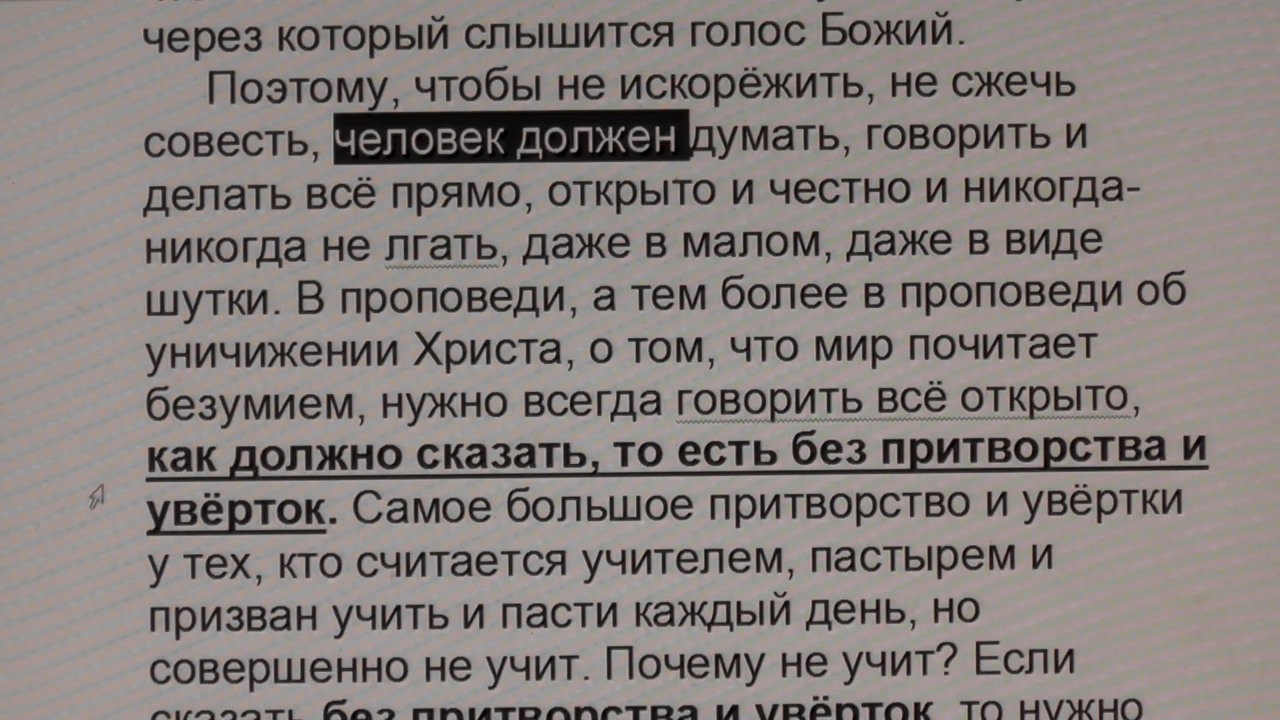 через который слышится голос Божий.
Поэтому, чтобы не искорёжить, не сжечь
совесть, человек должен думать, говорить и
делать всё прямо, открыто и честно и никогда-
никогда не лгать, даже в малом, даже в виде
шутки. В проповеди, а тем более в проповеди об
уничижении Христа, о том, что мир почитает
безумием, нужно всегда говорить всё открыто,
как должно сказать, то есть без притворства и
увёрток. Самое большое притворство и увёртки
у тех, кто считается учителем, пастырем и
призван учить и пасти каждый день, но
совершенно не учит. Почему не учит? Если
сказать без притворства и увёрток, то нужно